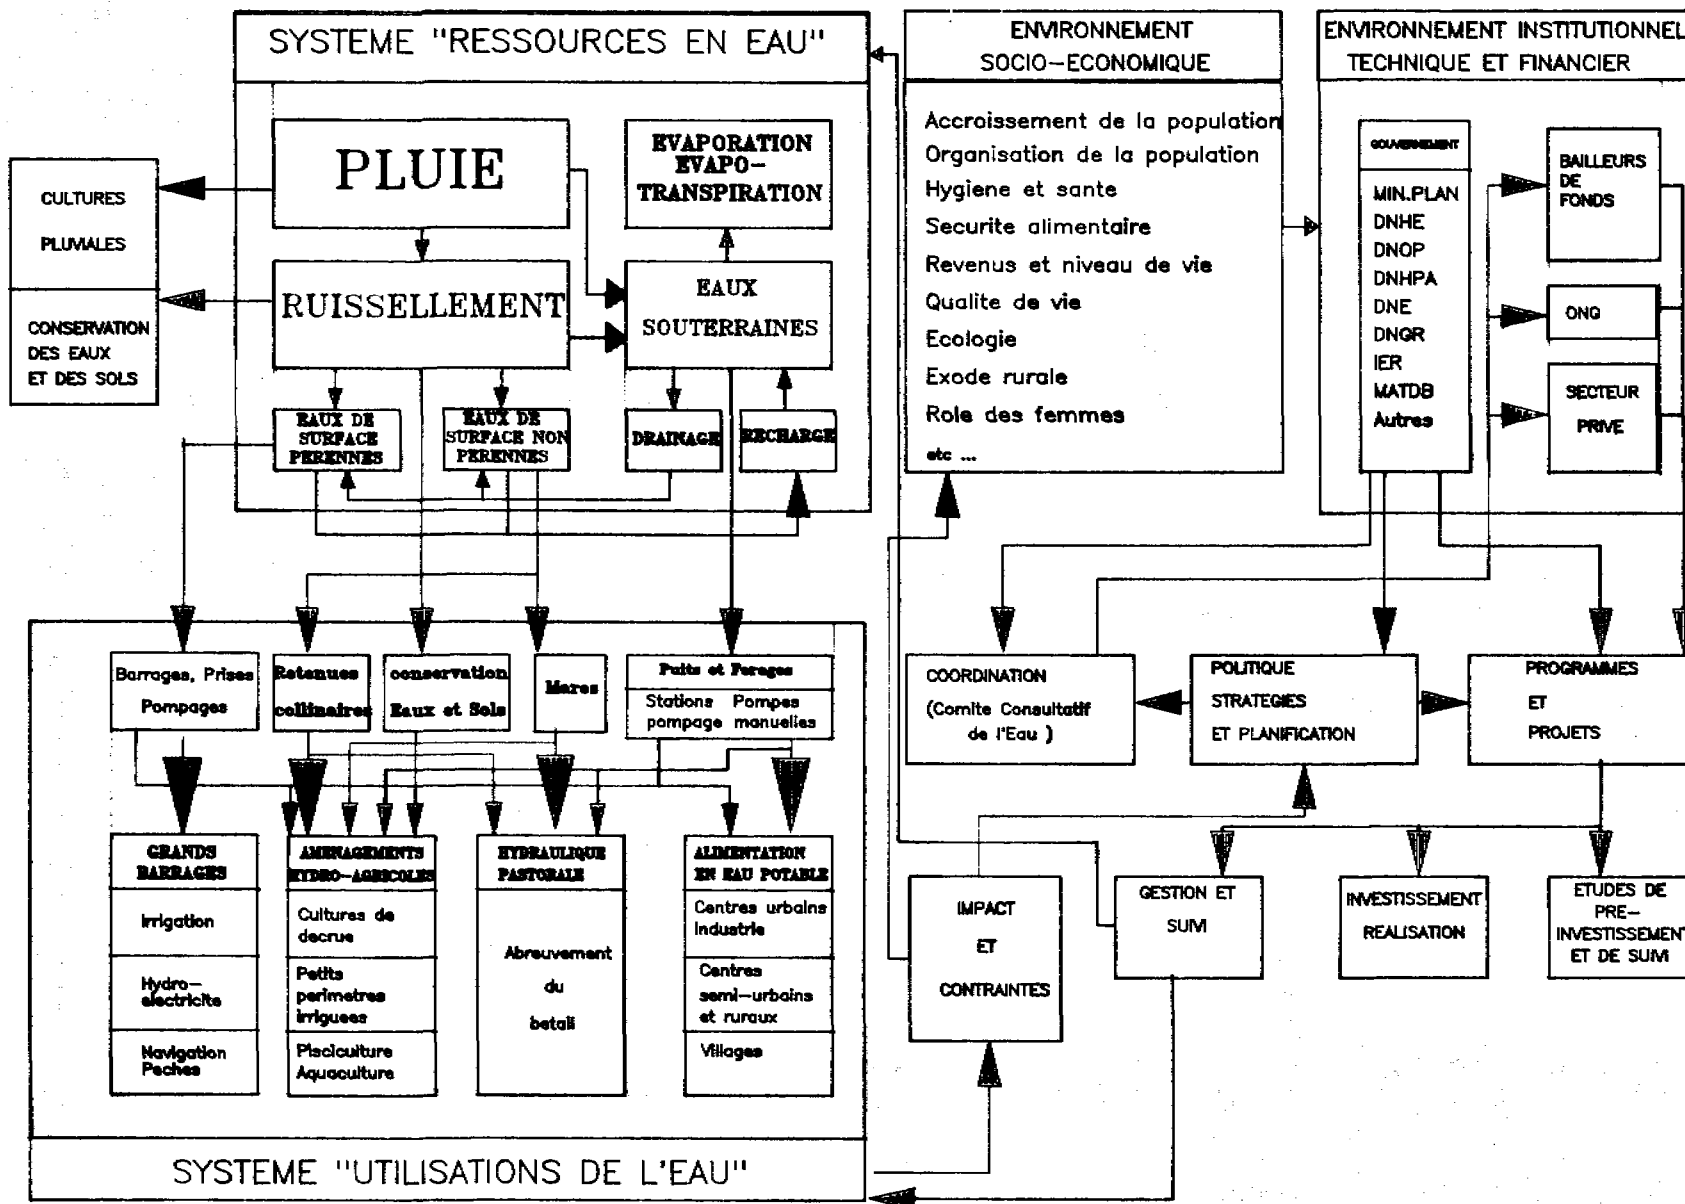 SYSTEME "RESSOURCES EN EAU"
PLUIE
EVAPORATION
EVAPO-
TRANSPIRATION
CULTURES
PLUVIALES
CONSERVATION
DES EAUX
ET DES SOLS
RUISSELLEMENT
EAUX
SOUTERRAINES
EAUX DE
SURFACE
PERENNES
EAUX DE
SURFACE NON
PERENNES
DRAINAGE
RECHARGE
ENVIRONNEMENT
SOCIO-ECONOMIQUE
Accroissement de la population
Organisation de la population
Hygiene et sante
Securite alimentaire
Revenus et niveau de vie
Qualite de vie
Ecologie
Exode rurale
Role des femmes
etc ...
ENVIRONNEMENT INSTITUTIONNEL
TECHNIQUE ET FINANCIER
GOUVERNEMENT
MIN.PLAN
DNHE
DNOP
DNHPA
DNE
DNGR
IER
MATDB
Autres
BAILLEURS
DE
FONDS
ONG
SECTEUR
PRIVE
Barrages, Prises
Pompages
Retenues
collinaires
conservation
Eaux et Sols
Mares
Puits et Forages
Stations Pompes
pompage manuelles
GRANDS
BARRAGES
Irrigation
Hydro-
electricite
Navigation
Peches
AMENAGEMENTS
HYDRO-AGRICOLES
Cultures de
decrue
Petits
perimetres
irriguees
Pisciculture
Aquaculture
HYDRAULIQUE
PASTORALE
Abreuvement
du
betail
ALIMENTATION
EN EAU POTABLE
Centres urbains
Industrie
Centres
semi-urbains
et ruraux
Villages
SYSTEME "UTILISATIONS DE L'EAU"
COORDINATION
(Comite Consultatif
de l'Eau )
POLITIQUE
STRATEGIES
ET PLANIFICATION
PROGRAMMES
ET
PROJETS
IMPACT
ET
CONTRAINTES
GESTION ET
SUIVI
INVESTISSEMENT
REALISATION
ETUDES DE
PRE-
INVESTISSEMENT
ET DE SUIVI